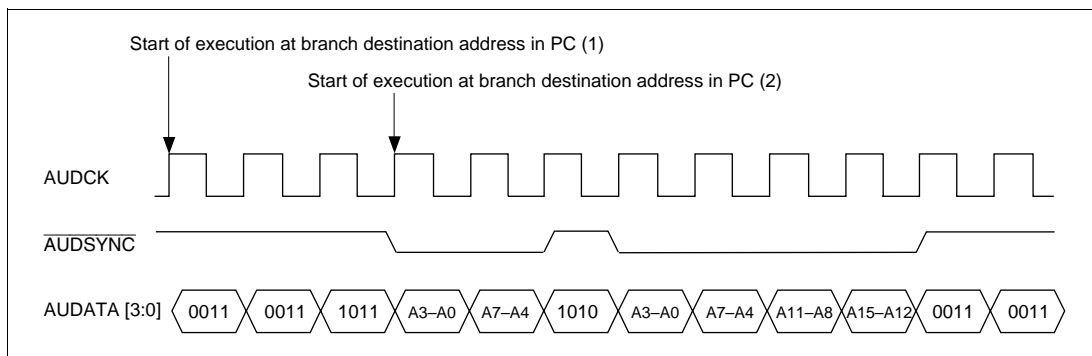 Start of execution at branch destination address in PC (1)
Start of execution at branch destination address in PC (2)
AUDCK
AUDSYNC
AUDATA [3:0] 0011 0011 1011 A3–A0 A7–A4 1010 A3–A0 A7–A4 A11–A8 A15–A12 0011 0011